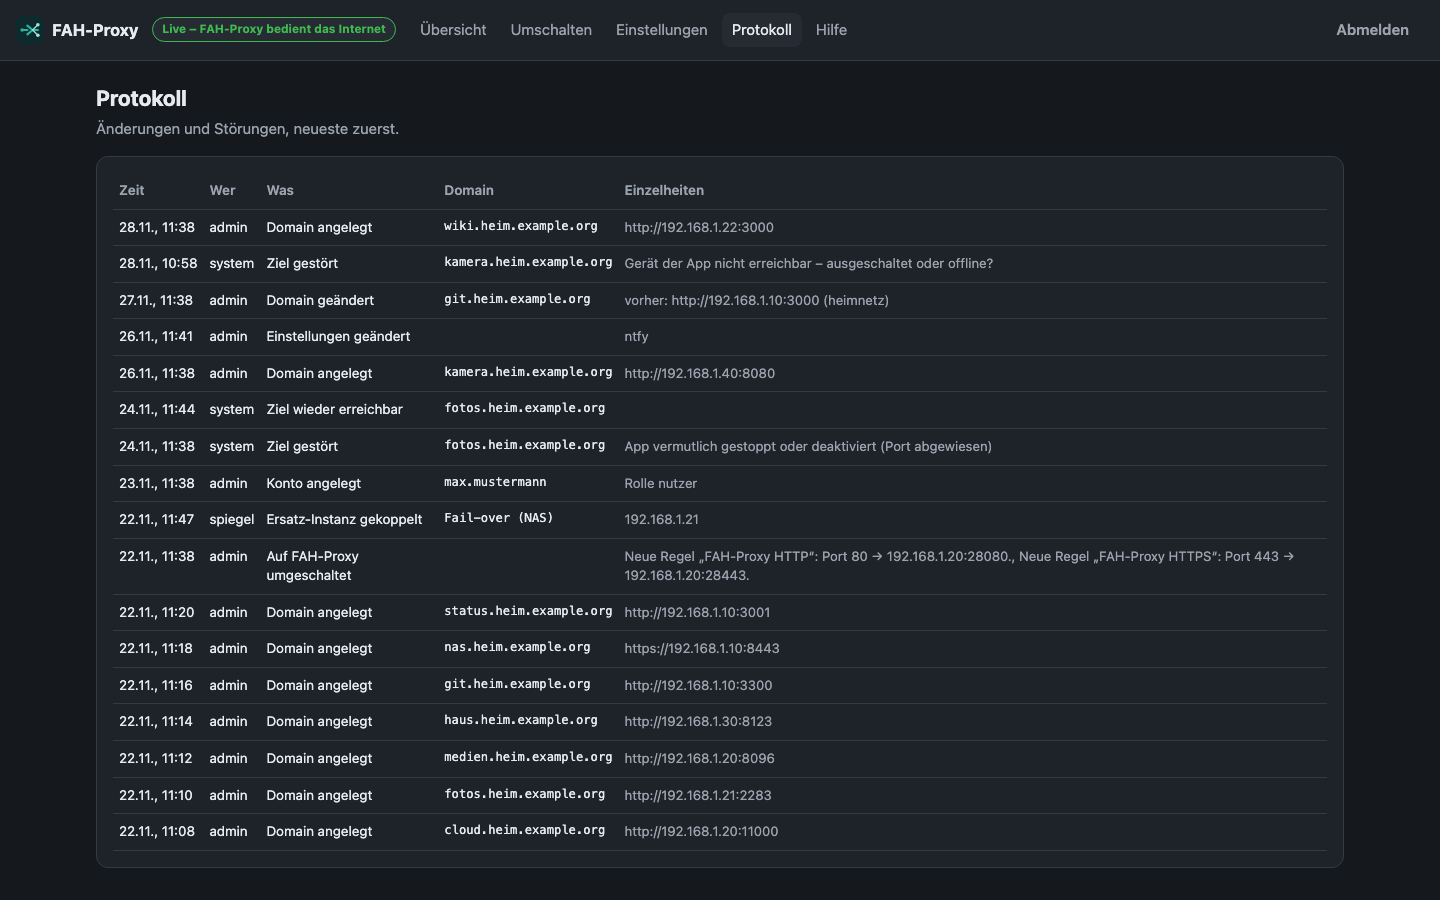 FAH-Proxy Live – FAH-Proxy bedient das Internet Übersicht Umschalten Einstellungen Protokoll Hilfe Abmelden
Protokoll
Änderungen und Störungen, neueste zuerst.
Zeit Wer Was Domain Einzelheiten
28.11., 11:38 admin Domain angelegt wiki.heim.example.org http://192.168.1.22:3000
28.11., 10:58 system Ziel gestört kamera.heim.example.org Gerät der App nicht erreichbar – ausgeschaltet oder offline?
27.11., 11:38 admin Domain geändert git.heim.example.org vorher: http://192.168.1.10:3000 (heimnetz)
26.11., 11:41 admin Einstellungen geändert ntfy
26.11., 11:38 admin Domain angelegt kamera.heim.example.org http://192.168.1.40:8080
24.11., 11:44 system Ziel wieder erreichbar fotos.heim.example.org
24.11., 11:38 system Ziel gestört fotos.heim.example.org App vermutlich gestoppt oder deaktiviert (Port abgewiesen)
23.11., 11:38 admin Konto angelegt max.mustermann Rolle nutzer
22.11., 11:47 spiegel Ersatz-Instanz gekoppelt Fail-over (NAS) 192.168.1.21
22.11., 11:38 admin Auf FAH-Proxy Neue Regel „FAH-Proxy HTTP“: Port 80 → 192.168.1.20:28080., Neue Regel „FAH-Proxy HTTPS“: Port 443 →
umgeschaltet 192.168.1.20:28443.
22.11., 11:20 admin Domain angelegt status.heim.example.org http://192.168.1.10:3001
22.11., 11:18 admin Domain angelegt nas.heim.example.org https://192.168.1.10:8443
22.11., 11:16 admin Domain angelegt git.heim.example.org http://192.168.1.10:3300
22.11., 11:14 admin Domain angelegt haus.heim.example.org http://192.168.1.30:8123
22.11., 11:12 admin Domain angelegt medien.heim.example.org http://192.168.1.20:8096
22.11., 11:10 admin Domain angelegt fotos.heim.example.org http://192.168.1.21:2283
22.11., 11:08 admin Domain angelegt cloud.heim.example.org http://192.168.1.20:11000